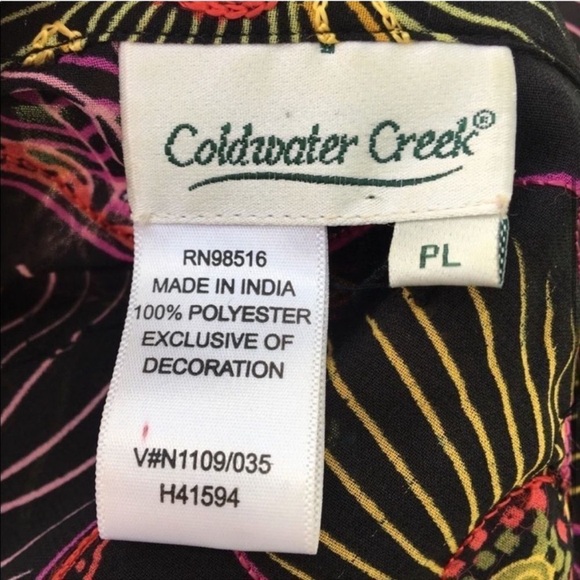 Coldwater Creek®
PL
RN98516
MADE IN INDIA
100% POLYESTER
EXCLUSIVE OF
DECORATION
V#N1109/035
H41594